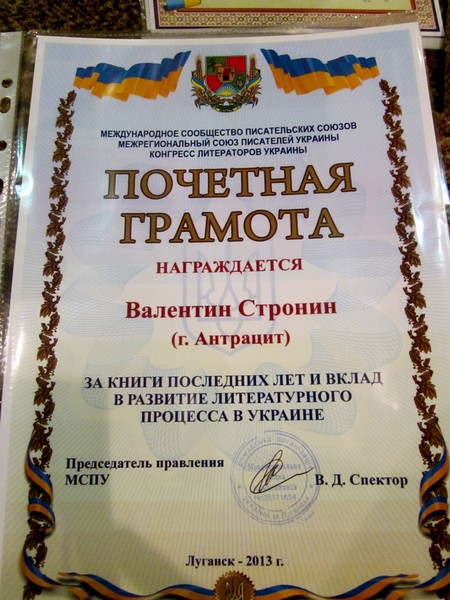 МЕЖДУНАРОДНОЕ СООБЩЕСТВО ПИСАТЕЛЬСКИХ СОЮЗОВ
МЕЖРЕГИОНАЛЬНЫЙ СОЮЗ ПИСАТЕЛЕЙ УКРАИНЫ
КОНГРЕСС ЛИТЕРАТОРОВ УКРАИНЫ
ПОЧЕТНАЯ
ГРАМОТА
НАГРАЖДАЕТСЯ
Валентин Стронин
(г. Антрацит)
ЗА КНИГИ ПОСЛЕДНИХ ЛЕТ И ВКЛАД
В РАЗВИТИЕ ЛИТЕРАТУРНОГО
ПРОЦЕССА В УКРАИНЕ
Председатель правления
МСПУ
В. Д. Спектор
Луганск - 2013 г.